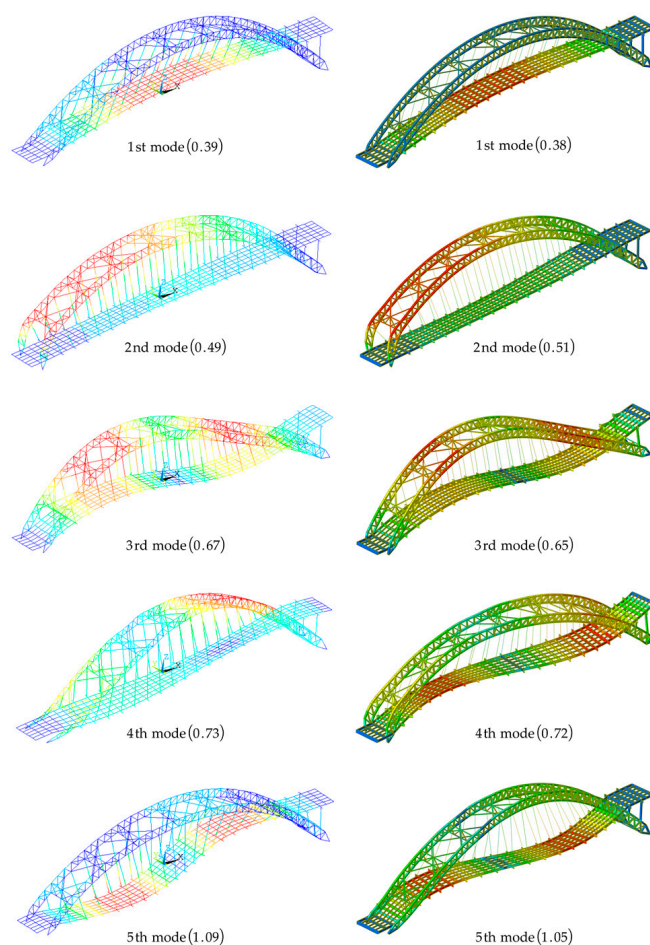 1st mode(0.39)
1st mode(0.38)
2nd mode(0.49)
2nd mode(0.51)
3rd mode(0.67)
3rd mode(0.65)
4th mode(0.73)
4th mode(0.72)
5th mode(1.09)
5th mode(1.05)